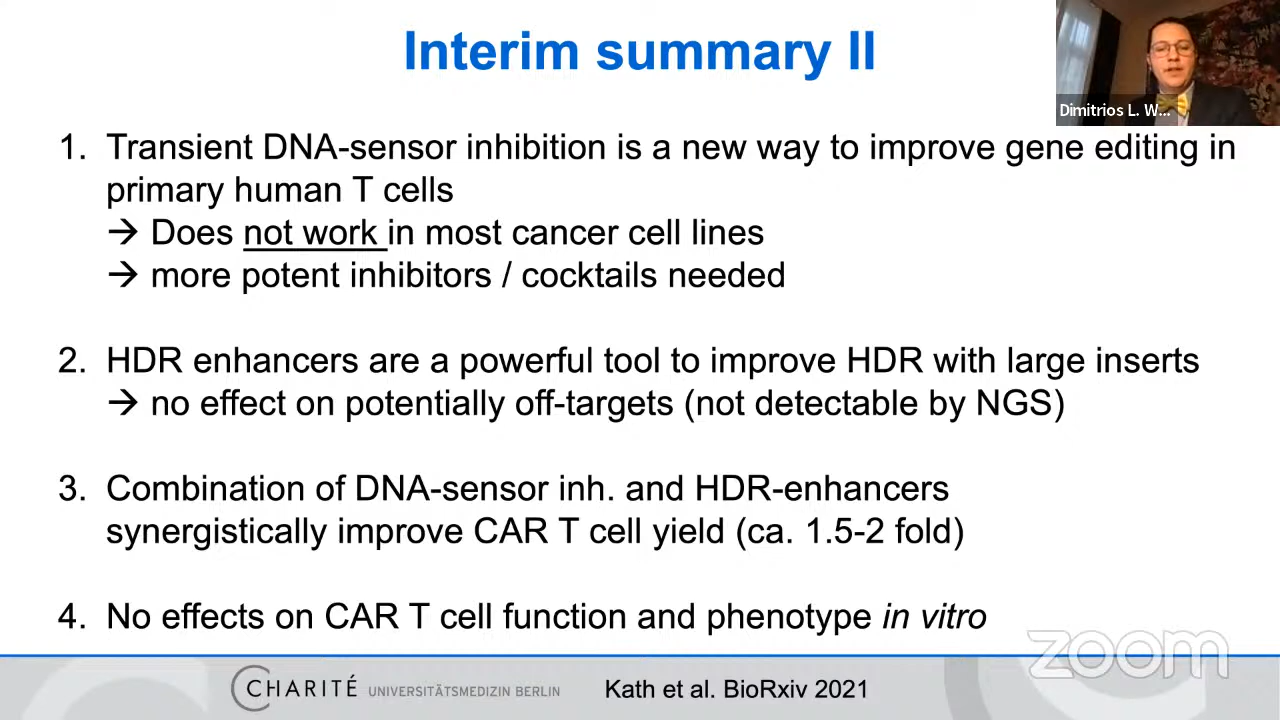 Interim summary II
Dimitrios L. W...
1. Transient DNA-sensor inhibition is a new way to improve gene editing in
primary human T cells
→ Does not work in most cancer cell lines
→ more potent inhibitors / cocktails needed
2. HDR enhancers are a powerful tool to improve HDR with large inserts
→ no effect on potentially off-targets (not detectable by NGS)
3. Combination of DNA-sensor inh. and HDR-enhancers
synergistically improve CAR T cell yield (ca. 1.5-2 fold)
4. No effects on CAR T cell function and phenotype in vitro
zoom
CHARITÉ UNIVERSITÄTSMEDIZIN BERLIN
Kath et al. BioRxiv 2021